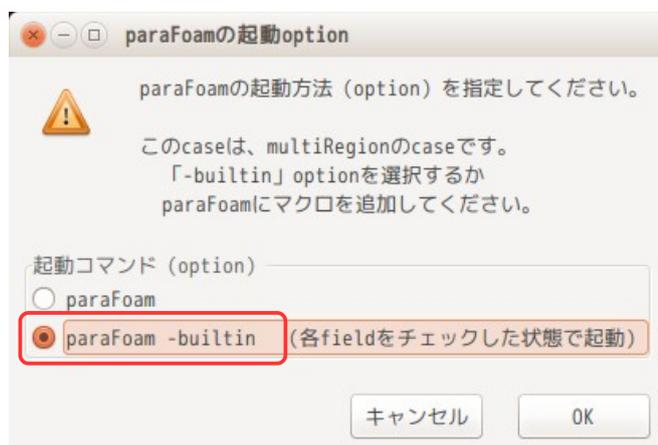 paraFoamの起動option
paraFoamの起動方法（option）を指定してください。
このcaseは、multiRegionのcaseです。
「-builtin」optionを選択するか
paraFoamにマクロを追加してください。
起動コマンド（option）
paraFoam
paraFoam -builtin （各fieldをチェックした状態で起動）
キャンセル OK